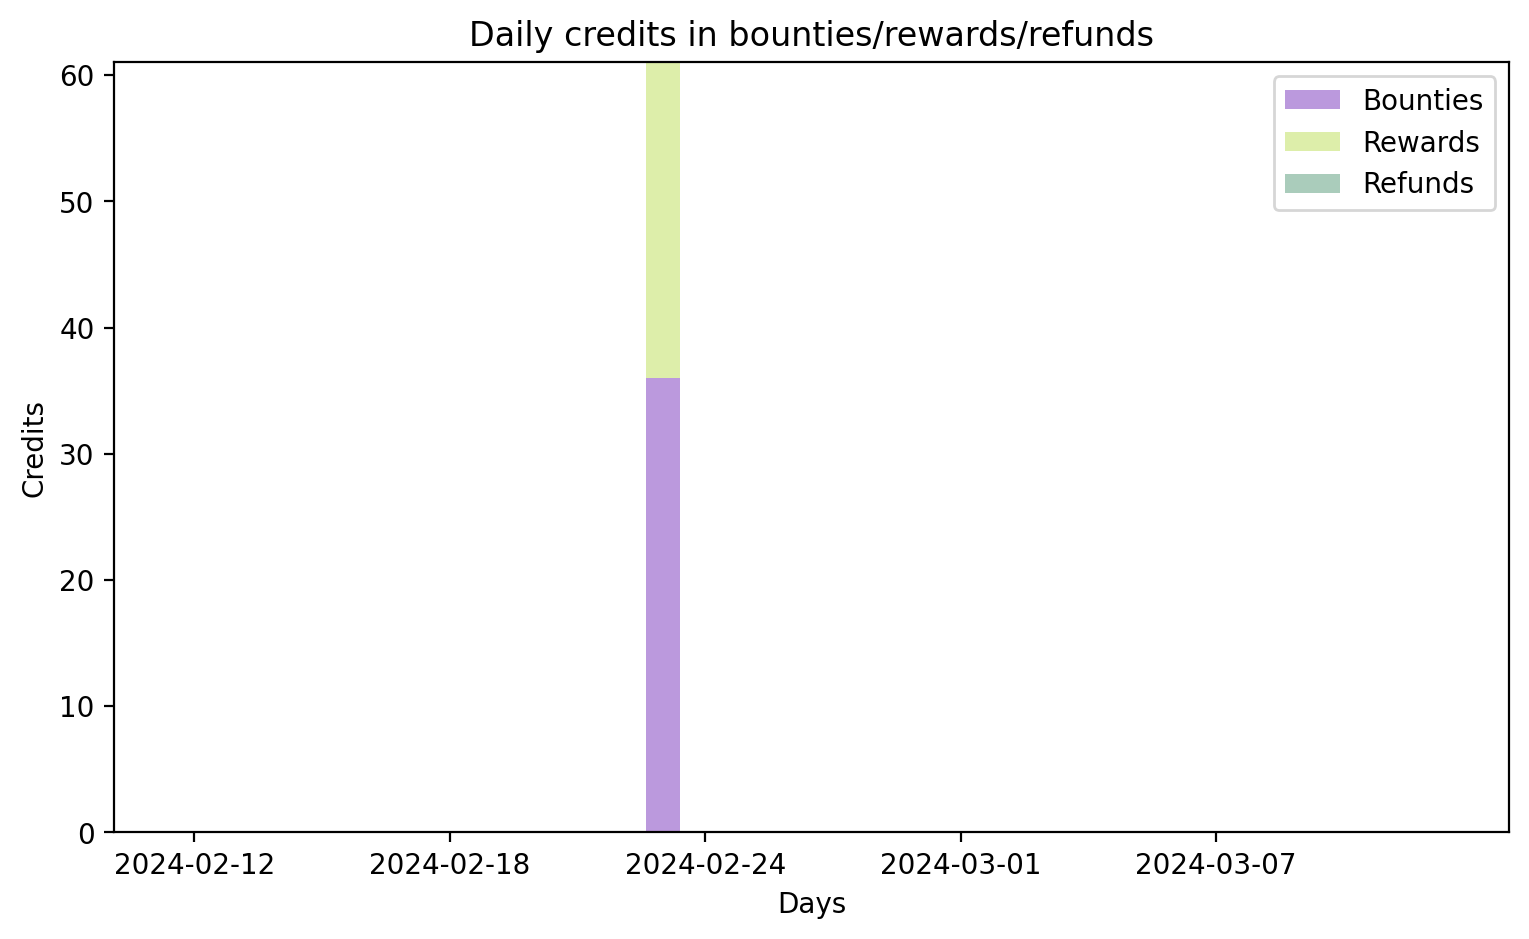 Daily credits in bounties/rewards/refunds
Bounties
Rewards
Refunds
Credits
60
50
40
30
20
10
0
2024-02-12 2024-02-18 2024-02-24 2024-03-01 2024-03-07
Days